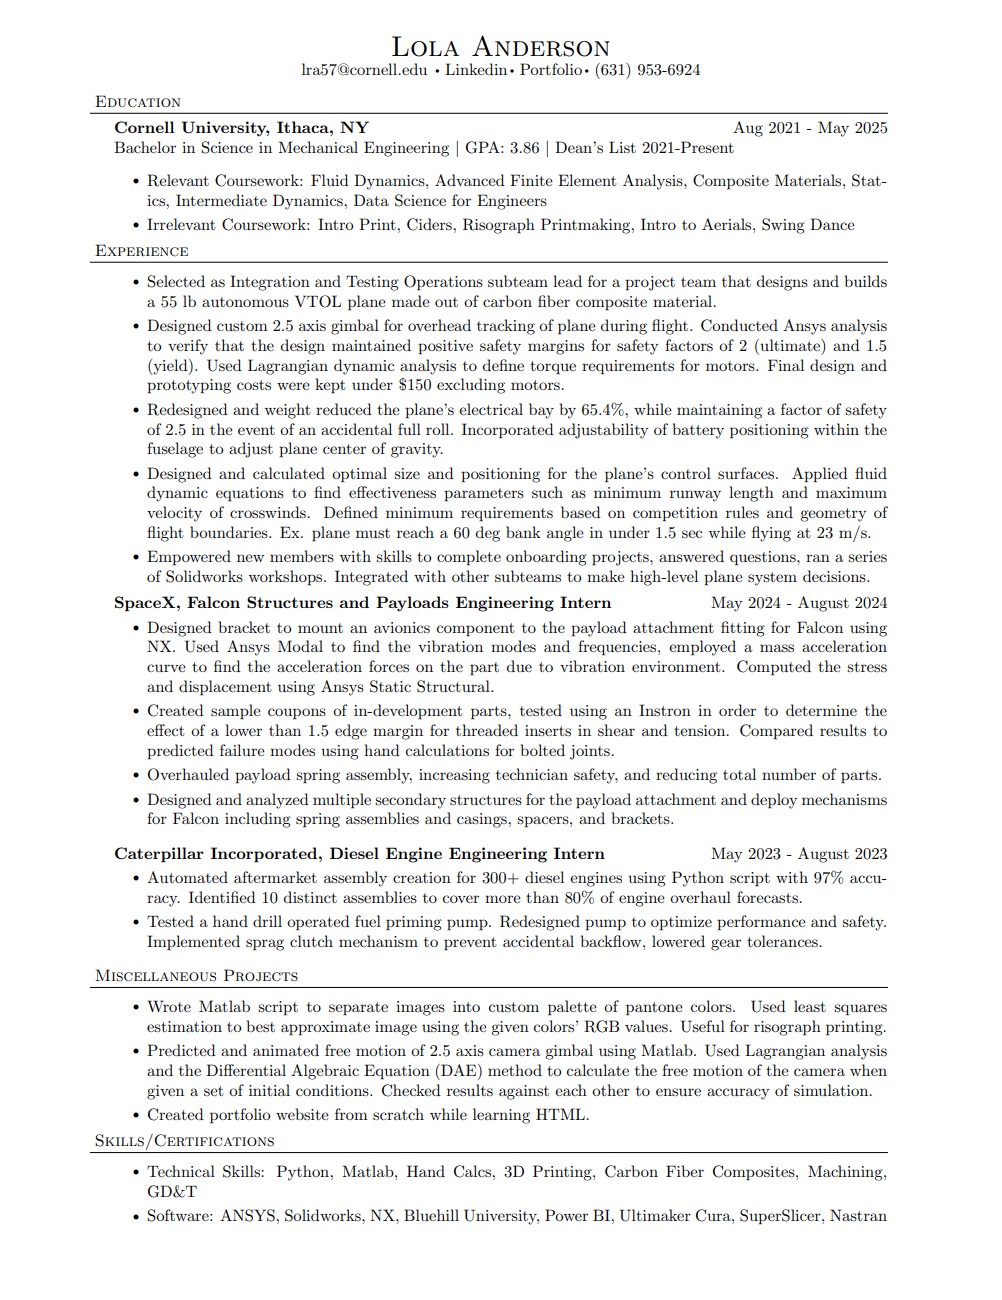 Lola Anderson
lra57@cornell.edu • Linkedin• Portfolio• (631) 953-6924
Education
Cornell University, Ithaca, NY Aug 2021 - May 2025
Bachelor in Science in Mechanical Engineering | GPA: 3.86 | Dean's List 2021-Present
• Relevant Coursework: Fluid Dynamics, Advanced Finite Element Analysis, Composite Materials, Stat-
ics, Intermediate Dynamics, Data Science for Engineers
• Irrelevant Coursework: Intro Print, Ciders, Risograph Printmaking, Intro to Aerials, Swing Dance
Experience
• Selected as Integration and Testing Operations subteam lead for a project team that designs and builds
a 55 lb autonomous VTOL plane made out of carbon fiber composite material.
• Designed custom 2.5 axis gimbal for overhead tracking of plane during flight. Conducted Ansys analysis
to verify that the design maintained positive safety margins for safety factors of 2 (ultimate) and 1.5
(yield). Used Lagrangian dynamic analysis to define torque requirements for motors. Final design and
prototyping costs were kept under $150 excluding motors.
• Redesigned and weight reduced the plane's electrical bay by 65.4%, while maintaining a factor of safety
of 2.5 in the event of an accidental full roll. Incorporated adjustability of battery positioning within the
fuselage to adjust plane center of gravity.
• Designed and calculated optimal size and positioning for the plane's control surfaces. Applied fluid
dynamic equations to find effectiveness parameters such as minimum runway length and maximum
velocity of crosswinds. Defined minimum requirements based on competition rules and geometry of
flight boundaries. Ex. plane must reach a 60 deg bank angle in under 1.5 sec while flying at 23 m/s.
• Empowered new members with skills to complete onboarding projects, answered questions, ran a series
of Solidworks workshops. Integrated with other subteams to make high-level plane system decisions.
SpaceX, Falcon Structures and Payloads Engineering Intern May 2024 - August 2024
• Designed bracket to mount an avionics component to the payload attachment fitting for Falcon using
NX. Used Ansys Modal to find the vibration modes and frequencies, employed a mass acceleration
curve to find the acceleration forces on the part due to vibration environment. Computed the stress
and displacement using Ansys Static Structural.
• Created sample coupons of in-development parts, tested using an Instron in order to determine the
effect of a lower than 1.5 edge margin for threaded inserts in shear and tension. Compared results to
predicted failure modes using hand calculations for bolted joints.
• Overhauled payload spring assembly, increasing technician safety, and reducing total number of parts.
• Designed and analyzed multiple secondary structures for the payload attachment and deploy mechanisms
for Falcon including spring assemblies and casings, spacers, and brackets.
Caterpillar Incorporated, Diesel Engine Engineering Intern May 2023 - August 2023
• Automated aftermarket assembly creation for 300+ diesel engines using Python script with 97% accu-
racy. Identified 10 distinct assemblies to cover more than 80% of engine overhaul forecasts.
• Tested a hand drill operated fuel priming pump. Redesigned pump to optimize performance and safety.
Implemented sprag clutch mechanism to prevent accidental backflow, lowered gear tolerances.
Miscellaneous Projects
• Wrote Matlab script to separate images into custom palette of pantone colors. Used least squares
estimation to best approximate image using the given colors' RGB values. Useful for risograph printing.
• Predicted and animated free motion of 2.5 axis camera gimbal using Matlab. Used Lagrangian analysis
and the Differential Algebraic Equation (DAE) method to calculate the free motion of the camera when
given a set of initial conditions. Checked results against each other to ensure accuracy of simulation.
• Created portfolio website from scratch while learning HTML.
Skills/Certifications
• Technical Skills: Python, Matlab, Hand Calcs, 3D Printing, Carbon Fiber Composites, Machining,
GD&T
• Software: ANSYS, Solidworks, NX, Bluehill University, Power BI, Ultimaker Cura, SuperSlicer, Nastran